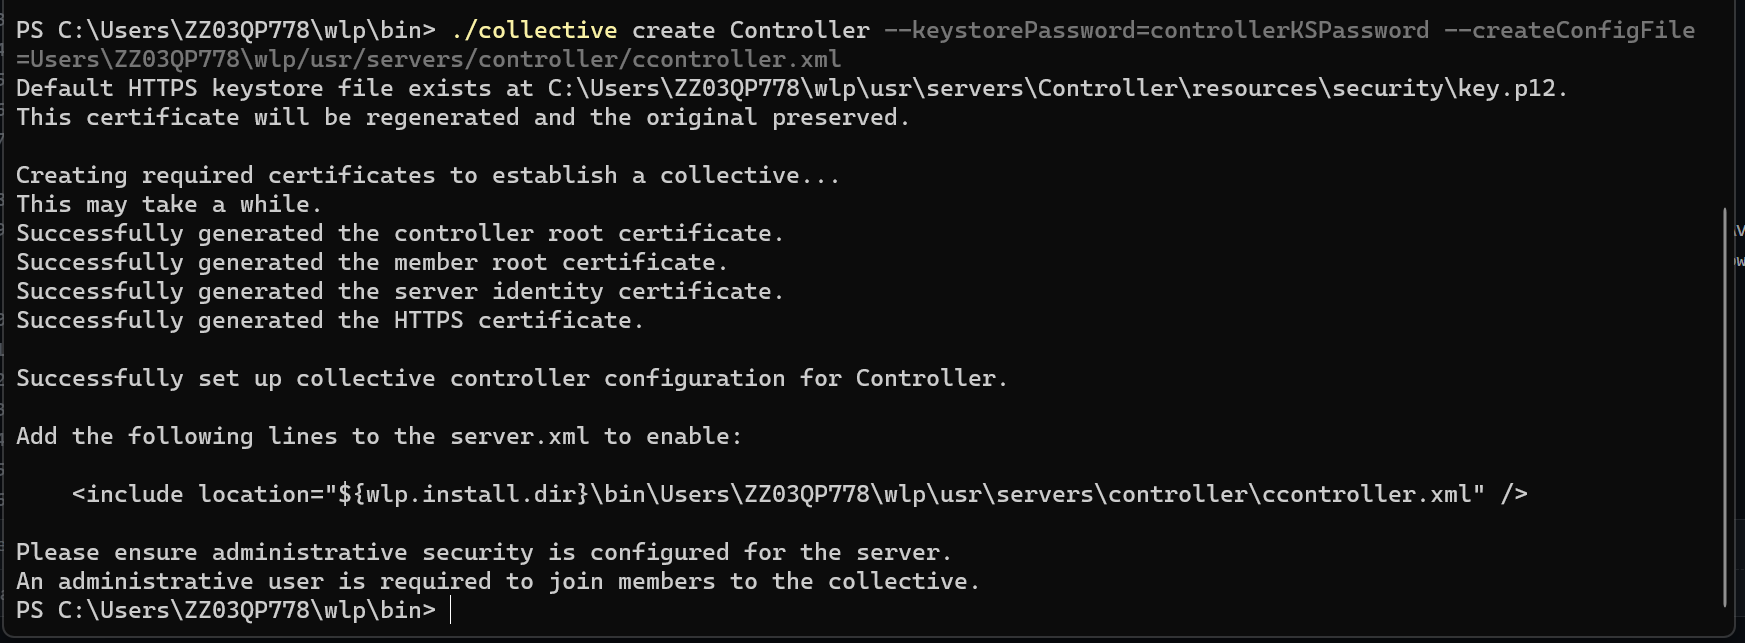 PS C:\Users\ZZ03QP778\wlp\bin> ./collective create Controller --keystorePassword=controllerKSPassword --createConfigFile
=Users\ZZ03QP778\wlp/usr/servers/controller/ccontroller.xml
Default HTTPS keystore file exists at C:\Users\ZZ03QP778\wlp\usr\servers\Controller\resources\security\key.p12.
This certificate will be regenerated and the original preserved.

Creating required certificates to establish a collective...
This may take a while.
Successfully generated the controller root certificate.
Successfully generated the member root certificate.
Successfully generated the server identity certificate.
Successfully generated the HTTPS certificate.

Successfully set up collective controller configuration for Controller.

Add the following lines to the server.xml to enable:

    <include location="${wlp.install.dir}\bin\Users\ZZ03QP778\wlp\usr\servers\controller\ccontroller.xml" />

Please ensure administrative security is configured for the server.
An administrative user is required to join members to the collective.
PS C:\Users\ZZ03QP778\wlp\bin>